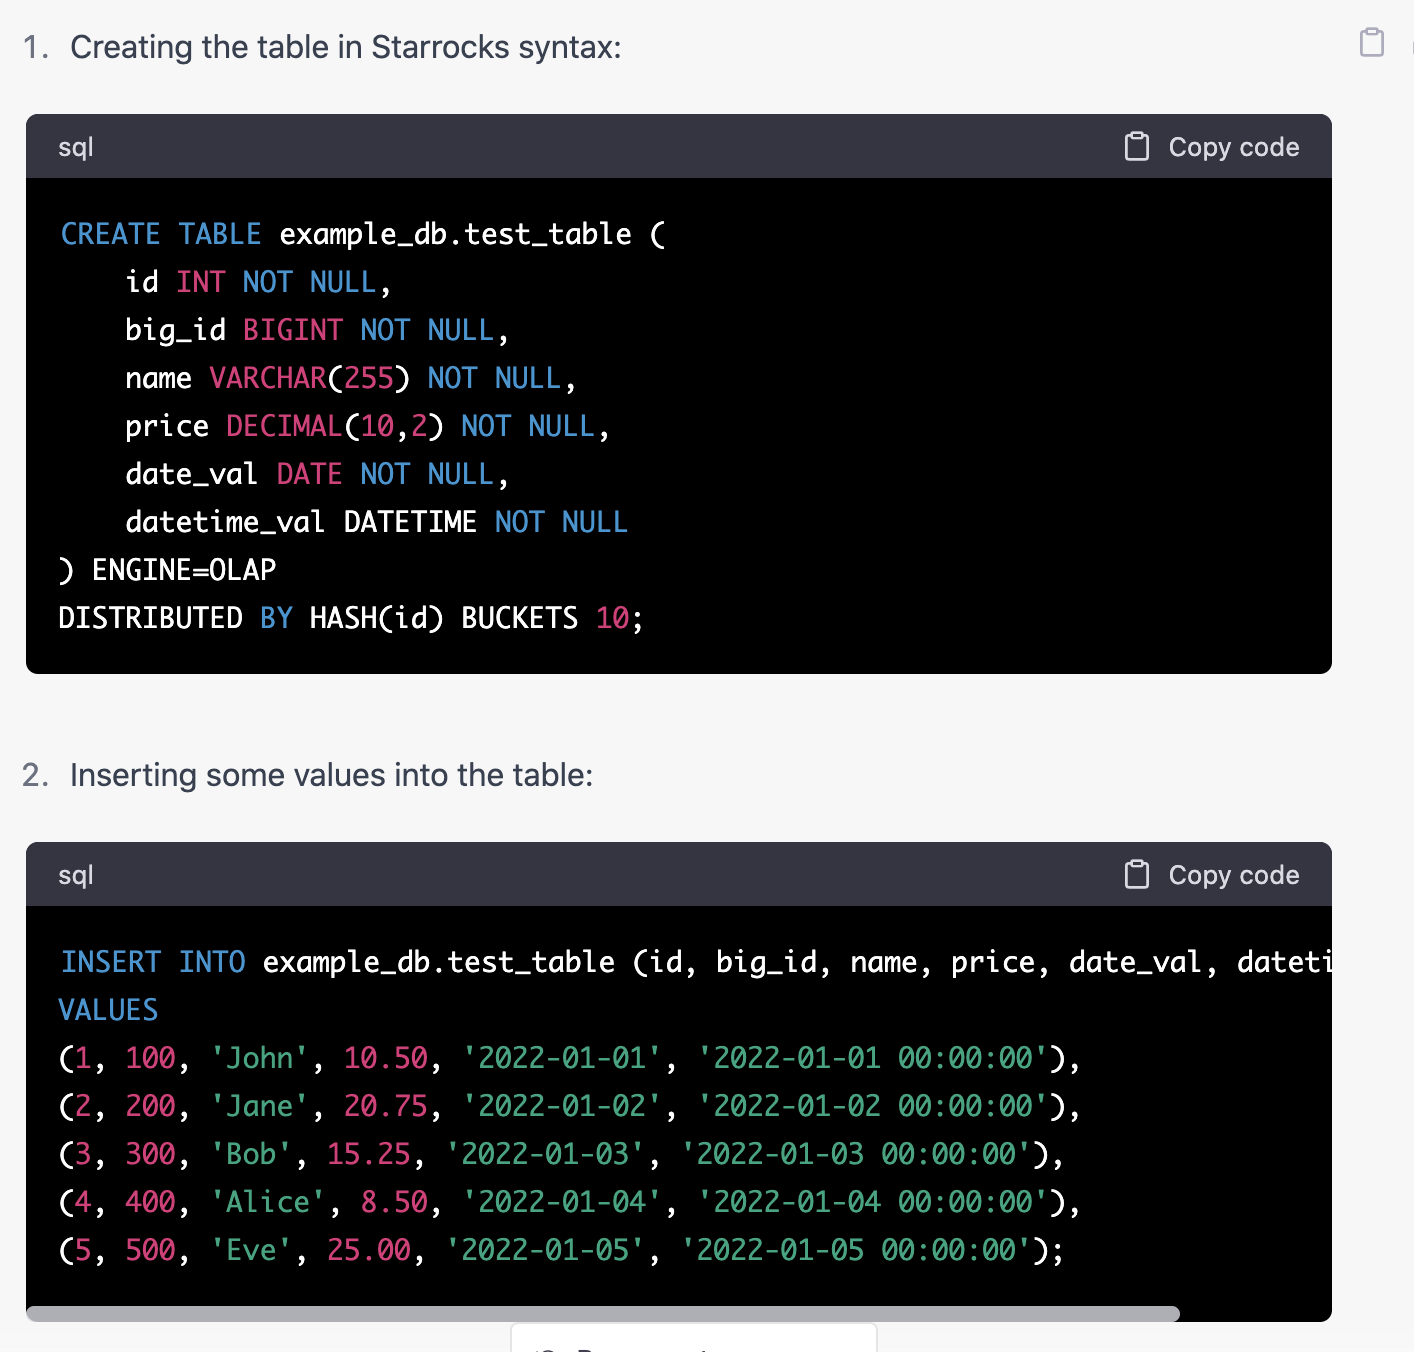 1. Creating the table in Starrocks syntax:
sql
Copy code
CREATE TABLE example_db.test_table (
    id INT NOT NULL,
    big_id BIGINT NOT NULL,
    name VARCHAR(255) NOT NULL,
    price DECIMAL(10,2) NOT NULL,
    date_val DATE NOT NULL,
    datetime_val DATETIME NOT NULL
) ENGINE=OLAP
DISTRIBUTED BY HASH(id) BUCKETS 10;
2. Inserting some values into the table:
sql
Copy code
INSERT INTO example_db.test_table (id, big_id, name, price, date_val, dateti
VALUES
(1, 100, 'John', 10.50, '2022-01-01', '2022-01-01 00:00:00'),
(2, 200, 'Jane', 20.75, '2022-01-02', '2022-01-02 00:00:00'),
(3, 300, 'Bob', 15.25, '2022-01-03', '2022-01-03 00:00:00'),
(4, 400, 'Alice', 8.50, '2022-01-04', '2022-01-04 00:00:00'),
(5, 500, 'Eve', 25.00, '2022-01-05', '2022-01-05 00:00:00');